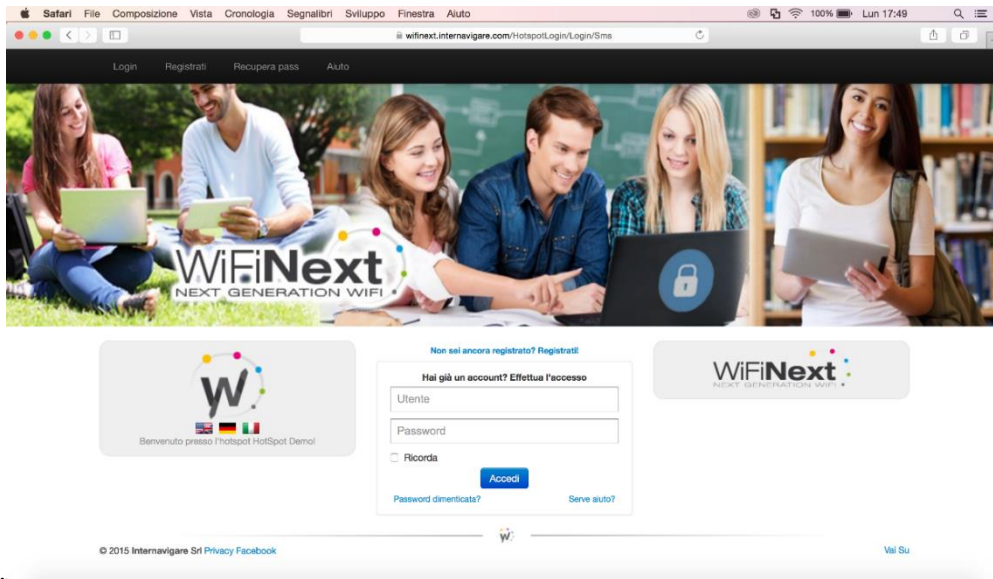 Safari File Composizione Vista Cronologia Segnalibri Sviluppo Finestra Aiuto 100% Lun 17:49
wifinext.internavigare.com/HotspotLogin/Login/Sms
Login Registrati Recupera pass Aiuto
WiFiNext
NEXT GENERATION WIFI
Non sei ancora registrato? Registrati!
Hai già un account? Effettua l'accesso
Utente
Password
Ricorda
Accedi
Password dimenticata? Serve aiuto?
W
Benvenuto presso l'hotspot HotSpot Demo!
WiFiNext
NEXT GENERATION WIFI
W
© 2015 Internavigare Srl Privacy Facebook Vai Su